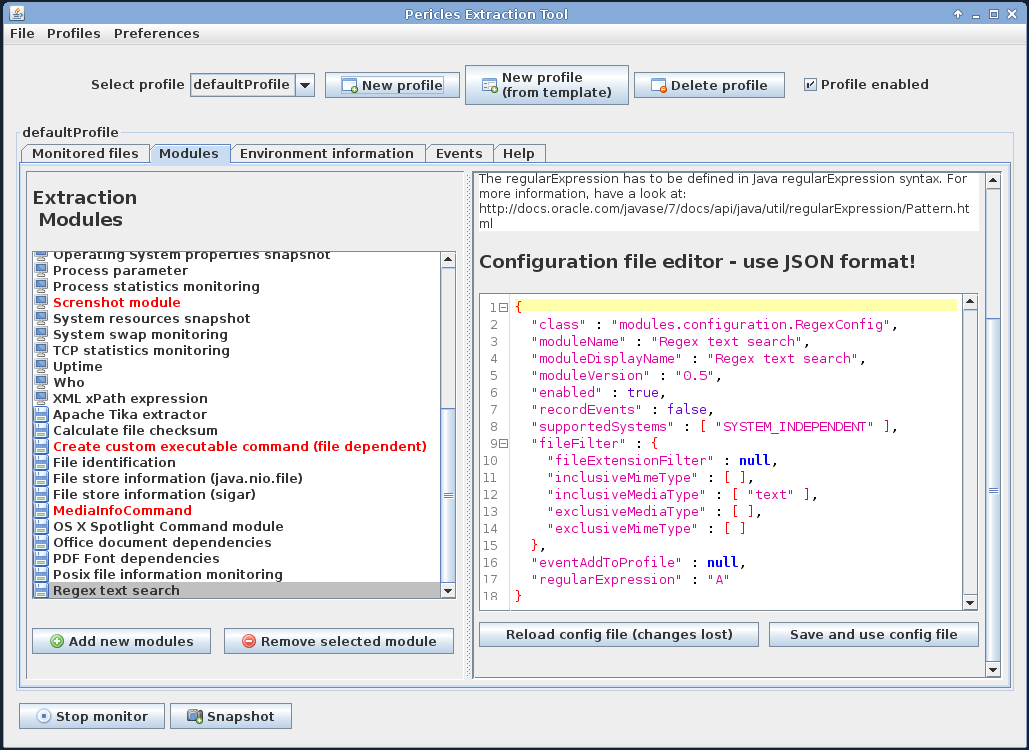 Pericles Extraction Tool
File Profiles Preferences
Select profile defaultProfile New profile New profile (from template) Delete profile Profile enabled
defaultProfile
Monitored files Modules Environment information Events Help
Extraction
Modules
Operating System properties snapshot
Process parameter
Process statistics monitoring
Screnshot module
System resources snapshot
System swap monitoring
TCP statistics monitoring
Uptime
Who
XML xPath expression
Apache Tika extractor
Calculate file checksum
Create custom executable command (file dependent)
File identification
File store information (java.nio.file)
File store information (sigar)
MediaInfoCommand
OS X Spotlight Command module
Office document dependencies
PDF Font dependencies
Posix file information monitoring
Regex text search
Add new modules Remove selected module
The regularExpression has to be defined in Java regularExpression syntax. For
more information, have a look at:
http://docs.oracle.com/javase/7/docs/api/java/util/regularExpression/Pattern.ht
ml
Configuration file editor - use JSON format!
1 {
2 "class" : "modules.configuration.RegexConfig",
3 "moduleName" : "Regex text search",
4 "moduleDisplayName" : "Regex text search",
5 "moduleVersion" : "0.5",
6 "enabled" : true,
7 "recordEvents" : false,
8 "supportedSystems" : [ "SYSTEM_INDEPENDENT" ],
9 "fileFilter" : {
10 "fileExtensionFilter" : null,
11 "inclusiveMimeType" : [ ],
12 "inclusiveMediaType" : [ "text" ],
13 "exclusiveMediaType" : [ ],
14 "exclusiveMimeType" : [ ]
15 },
16 "eventAddToProfile" : null,
17 "regularExpression" : "A"
18 }
Reload config file (changes lost) Save and use config file
Stop monitor Snapshot